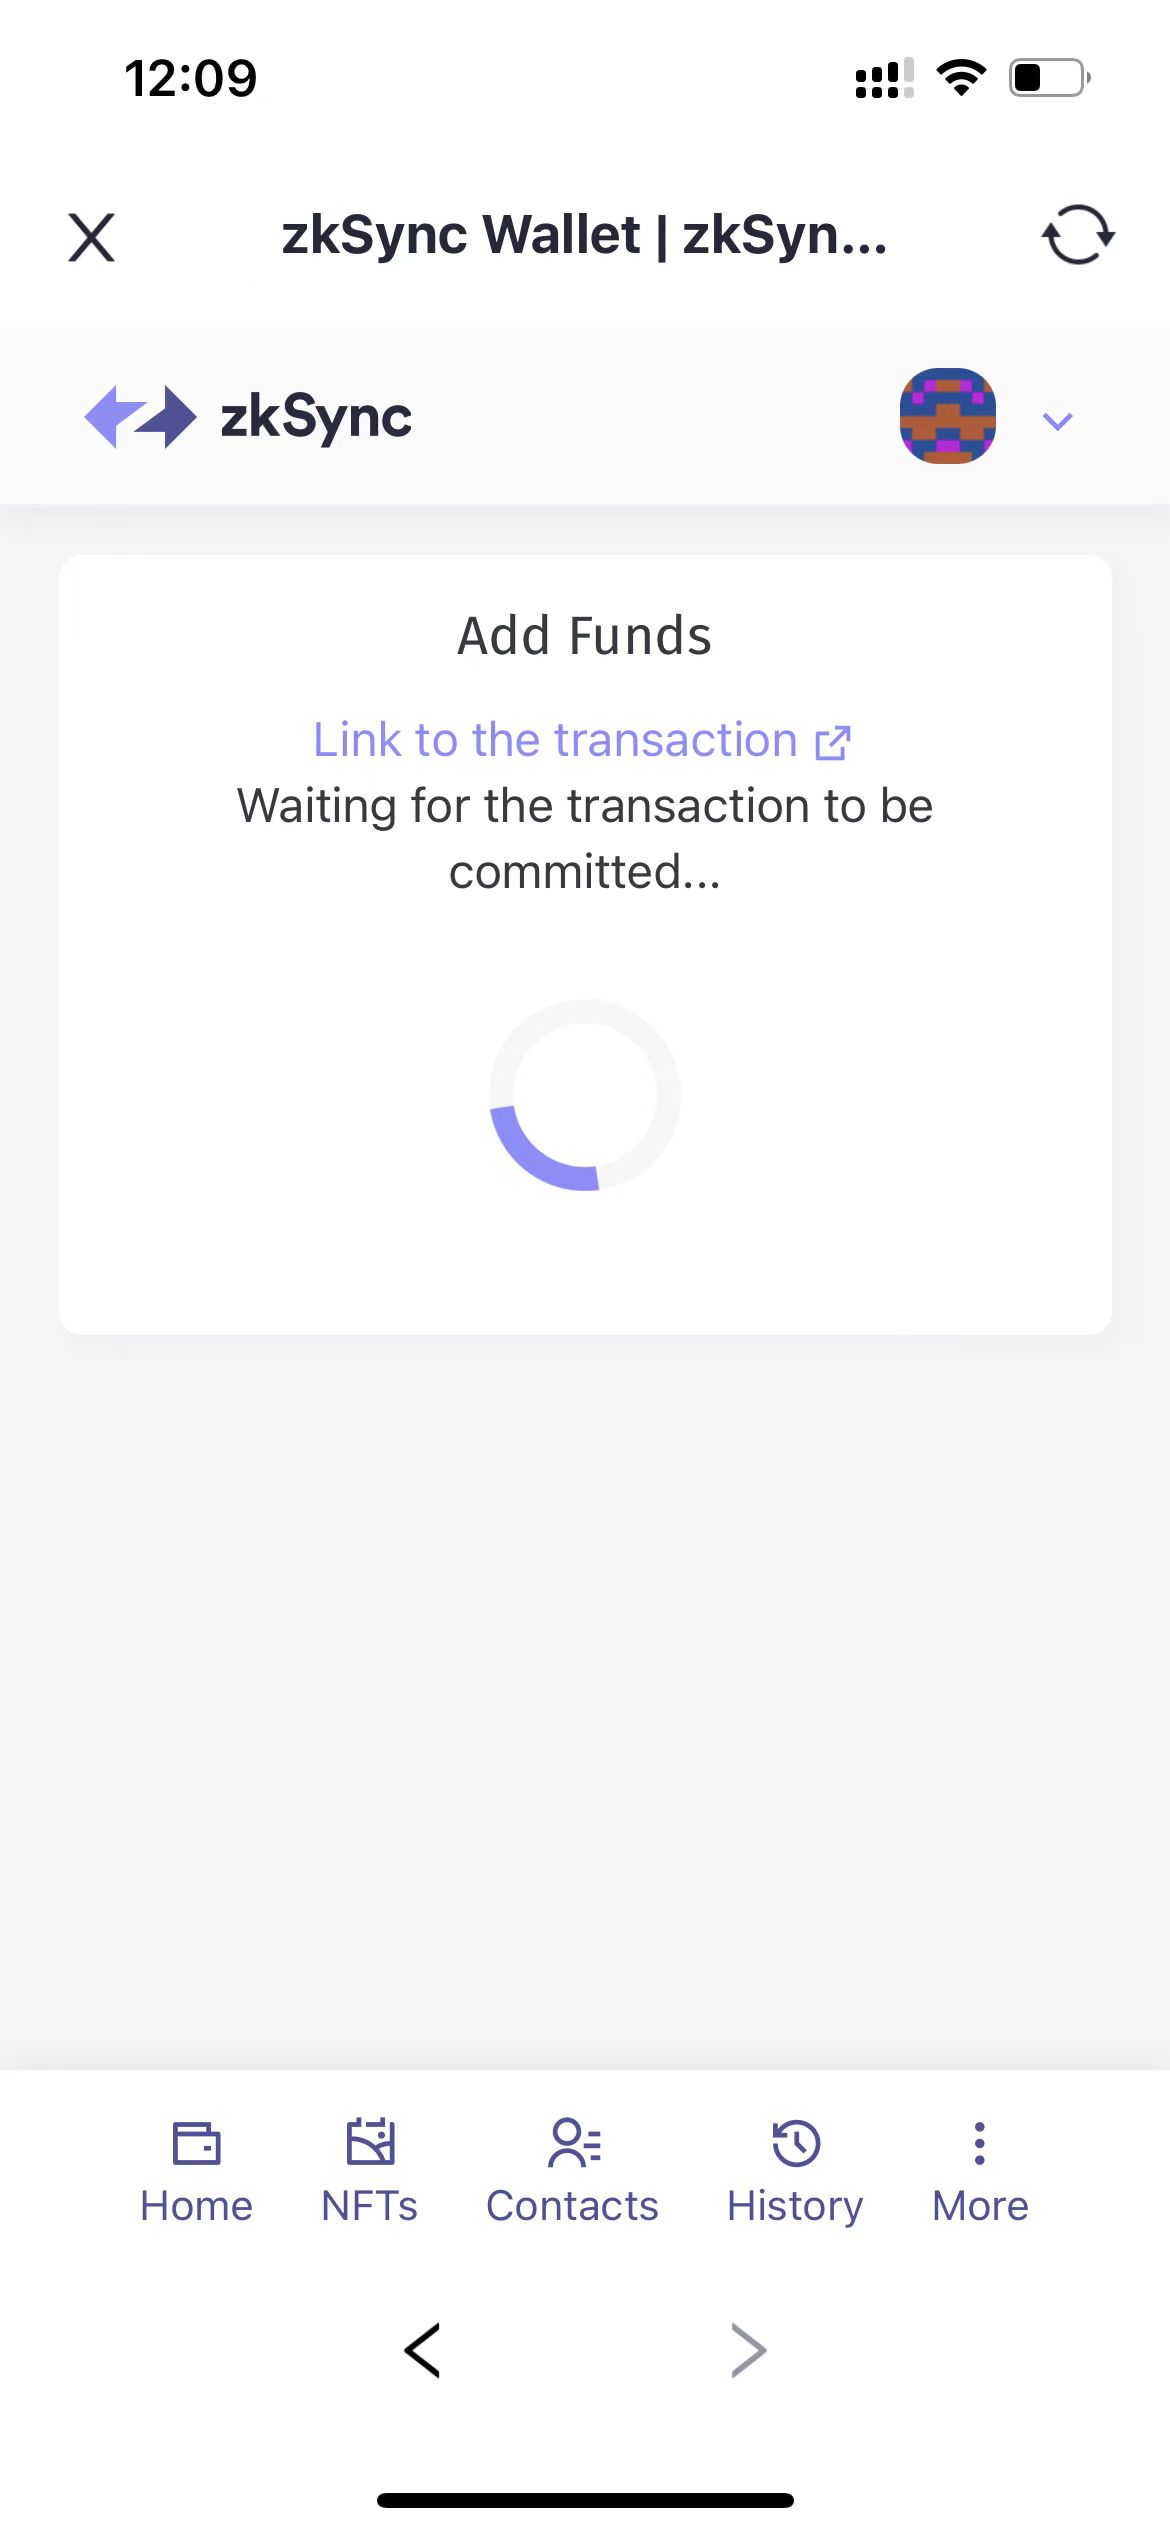 12:09
zkSync Wallet | zkSyn...
zkSync
Add Funds
Link to the transaction
Waiting for the transaction to be
committed...
Home
NFTs
Contacts
History
More